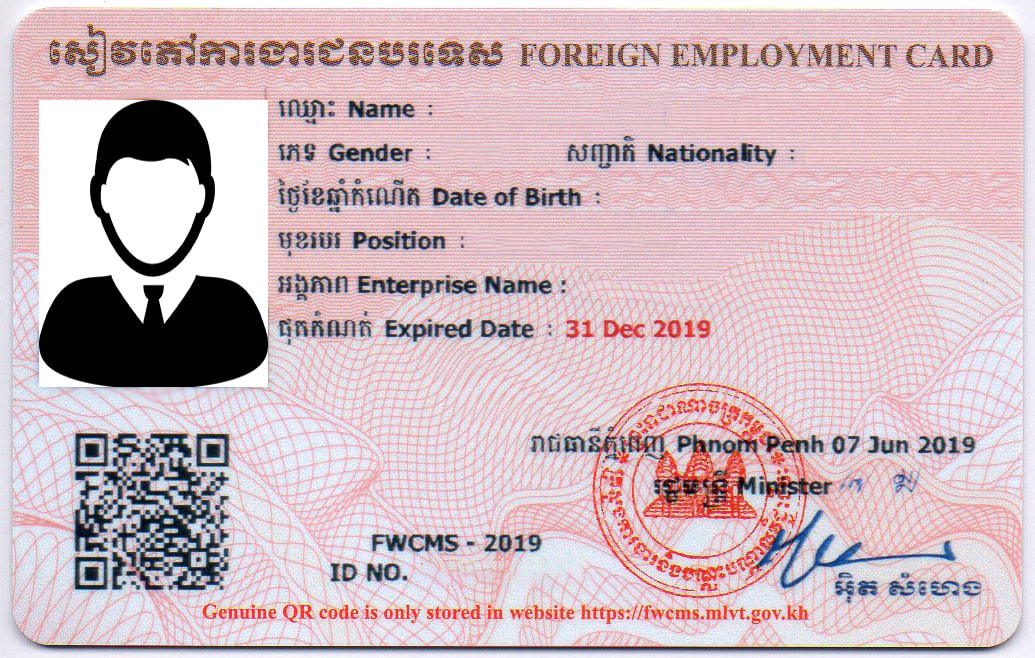 សៀវភៅការងារជនបរទេស FOREIGN EMPLOYMENT CARD
ឈ្មោះ Name :
ភេទ Gender : សញ្ជាតិ Nationality :
ថ្ងៃខែឆ្នាំកំណើត Date of Birth :
មុខរបរ Position :
អង្គភាព Enterprise Name :
ផុតកំណត់ Expired Date : 31 Dec 2019
រាជធានីភ្នំពេញ Phnom Penh 07 Jun 2019
រដ្ឋមន្ត្រី Minister
FWCMS - 2019
ID NO.
អ៊ិត សំហេង
Genuine QR code is only stored in website https://fwcms.mlvt.gov.kh